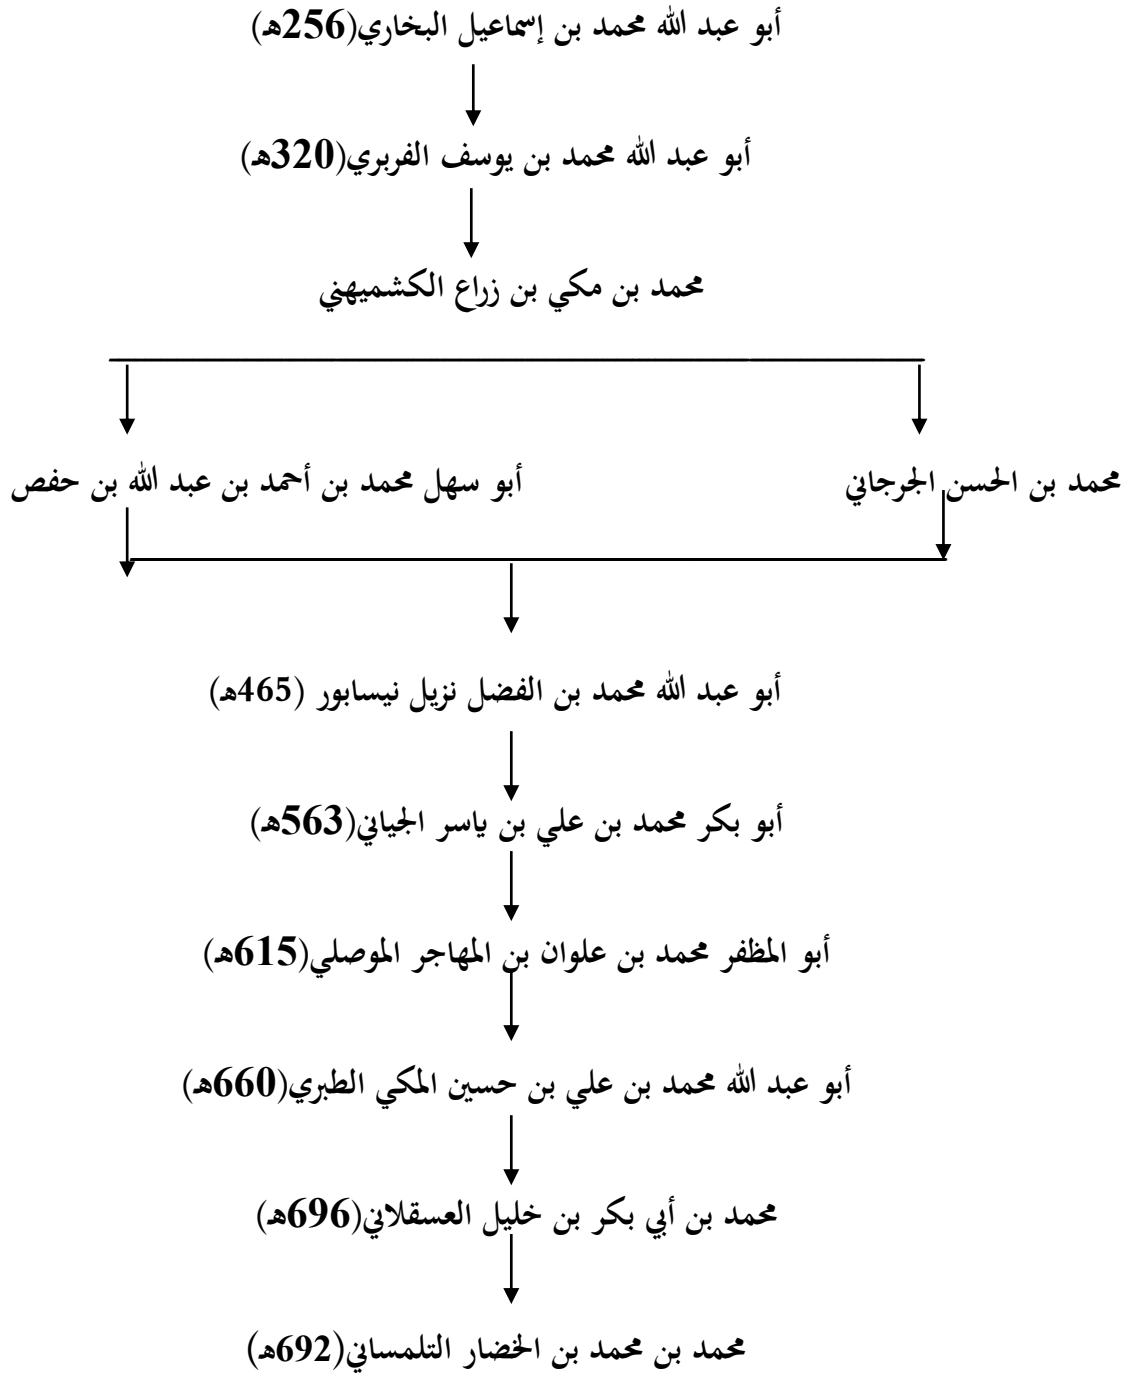 أبو عبد الله محمد بن إسماعيل البخاري(256هـ)
أبو عبد الله محمد بن يوسف الفربري(320هـ)
محمد بن مكي بن زراع الكشميهني
محمد بن الحسن الجرجاني
أبو سهل محمد بن أحمد بن عبد الله بن حفص
أبو عبد الله محمد بن الفضل نزيل نيسابور (465هـ)
أبو بكر محمد بن علي بن ياسر الجياني(563هـ)
أبو المظفر محمد بن علوان بن المهاجر الموصلي(615هـ)
أبو عبد الله محمد بن علي بن حسين المكي الطبري(660هـ)
محمد بن أبي بكر بن خليل العسقلاني(696هـ)
محمد بن محمد بن الخضار التلمساني(692هـ)